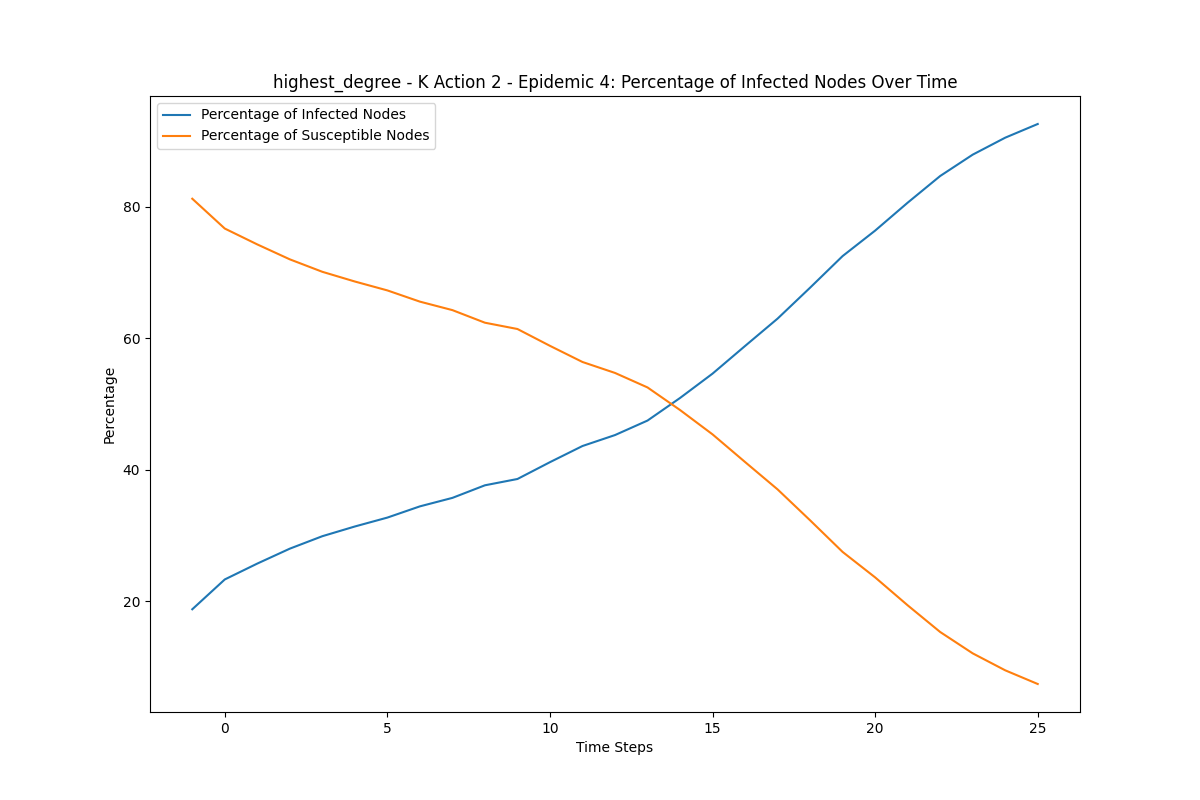 highest_degree - K Action 2 - Epidemic 4: Percentage of Infected Nodes Over Time
Percentage of Infected Nodes
Percentage of Susceptible Nodes
80
60
40
20
Percentage
0 5 10 15 20 25
Time Steps